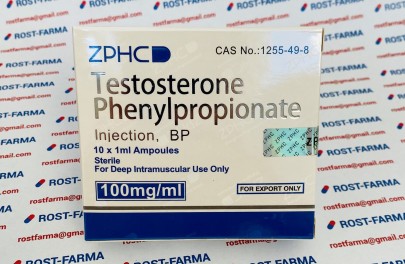 ZPHC
CAS No.:1255-49-8
Testosterone
Phenylpropionate
Injection, BP
10 x 1ml Ampoules
Sterile
For Deep Intramuscular Use Only
100mg/ml
FOR EXPORT ONLY
ZPHC
ROST-FARMA
rostfarma@gmail.com